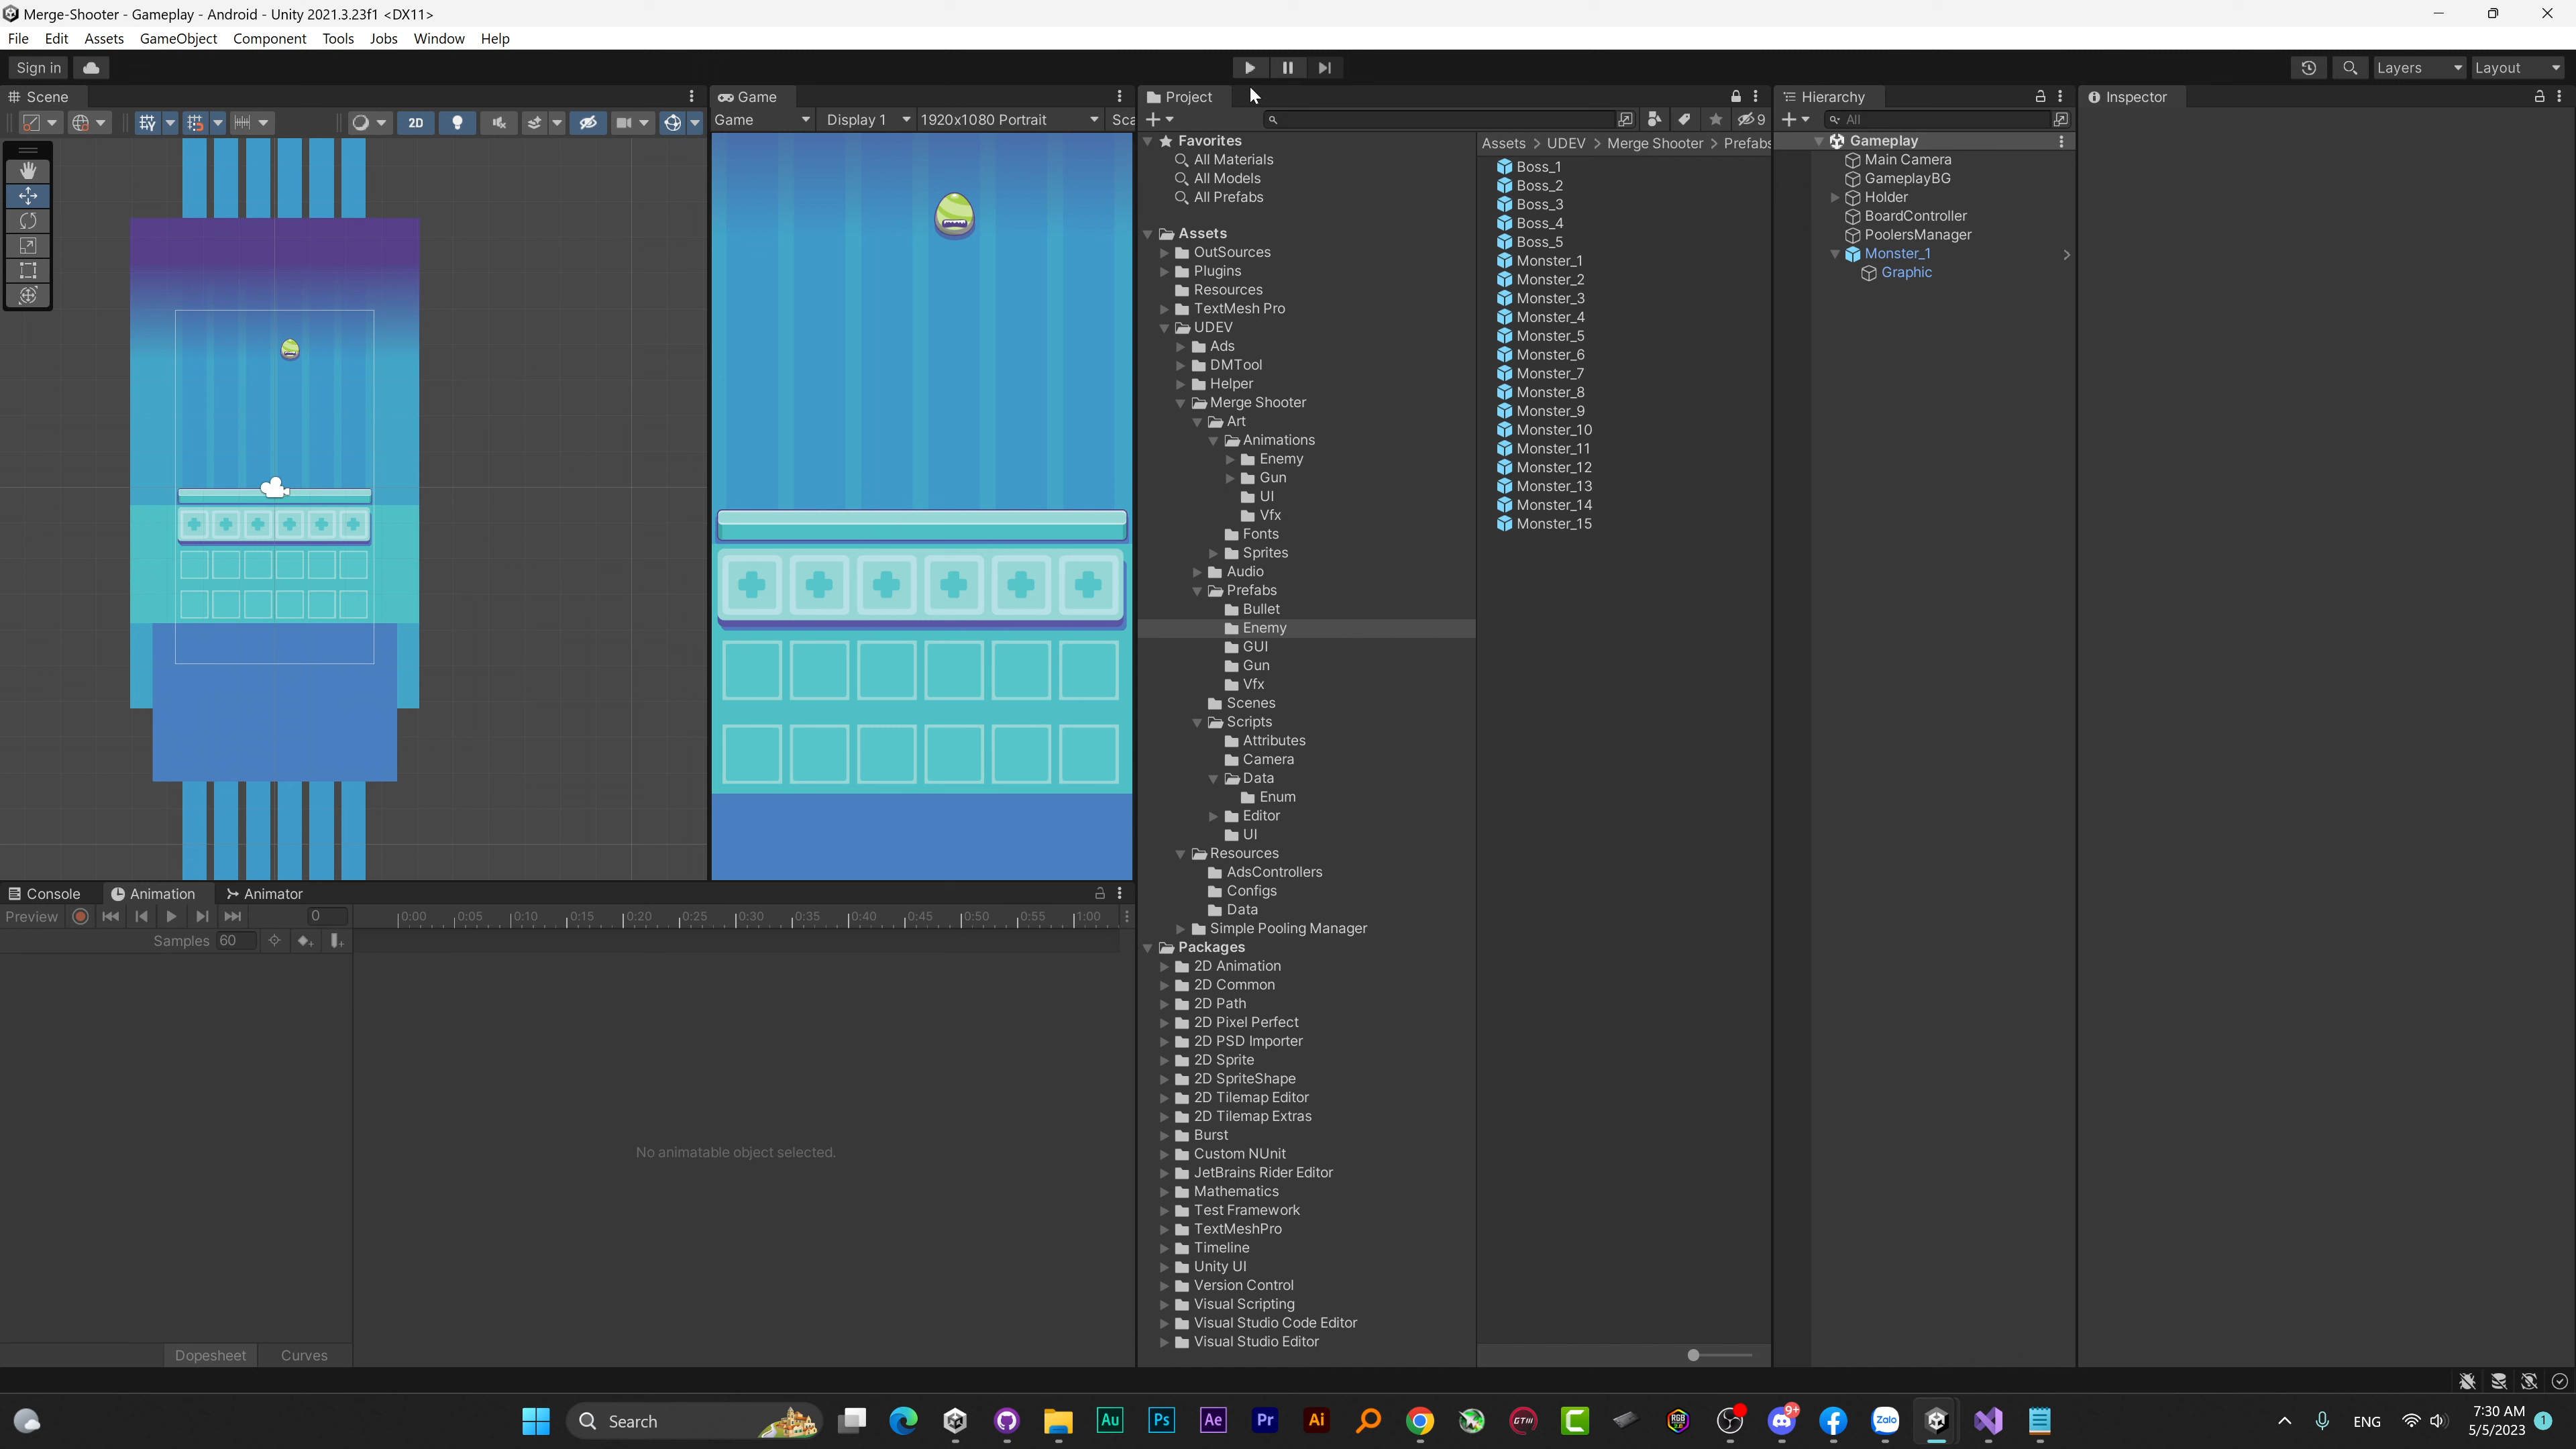 Merge-Shooter - Gameplay - Android - Unity 2021.3.23f1 <DX11>
File Edit Assets GameObject Component Tools Jobs Window Help
Sign in
Layers Layout
Scene
2D
Game
Game Display 1 1920x1080 Portrait Sca
Project
9
Favorites
All Materials
All Models
All Prefabs
Assets
OutSources
Plugins
Resources
TextMesh Pro
UDEV
Ads
DMTool
Helper
Merge Shooter
Art
Animations
Enemy
Gun
UI
Vfx
Fonts
Sprites
Audio
Prefabs
Bullet
Enemy
GUI
Gun
Vfx
Scenes
Scripts
Attributes
Camera
Data
Enum
Editor
UI
Resources
AdsControllers
Configs
Data
Simple Pooling Manager
Packages
2D Animation
2D Common
2D Path
2D Pixel Perfect
2D PSD Importer
2D Sprite
2D SpriteShape
2D Tilemap Editor
2D Tilemap Extras
Burst
Custom NUnit
JetBrains Rider Editor
Mathematics
Test Framework
TextMeshPro
Timeline
Unity UI
Version Control
Visual Scripting
Visual Studio Code Editor
Visual Studio Editor
Assets > UDEV > Merge Shooter > Prefabs
Boss_1
Boss_2
Boss_3
Boss_4
Boss_5
Monster_1
Monster_2
Monster_3
Monster_4
Monster_5
Monster_6
Monster_7
Monster_8
Monster_9
Monster_10
Monster_11
Monster_12
Monster_13
Monster_14
Monster_15
Hierarchy
All
Gameplay
Main Camera
GameplayBG
Holder
BoardController
PoolersManager
Monster_1
Graphic
Inspector
Console Animation Animator
Preview 0 0:00 0:05 0:10 0:15 0:20 0:25 0:30 0:35 0:40 0:45 0:50 0:55 1:00
Samples 60
No animatable object selected.
Dopesheet Curves
Search
Au Ps Ae Pr Ai
GTIII
RGB
9+
Zalo
ENG
7:30 AM
5/5/2023
1